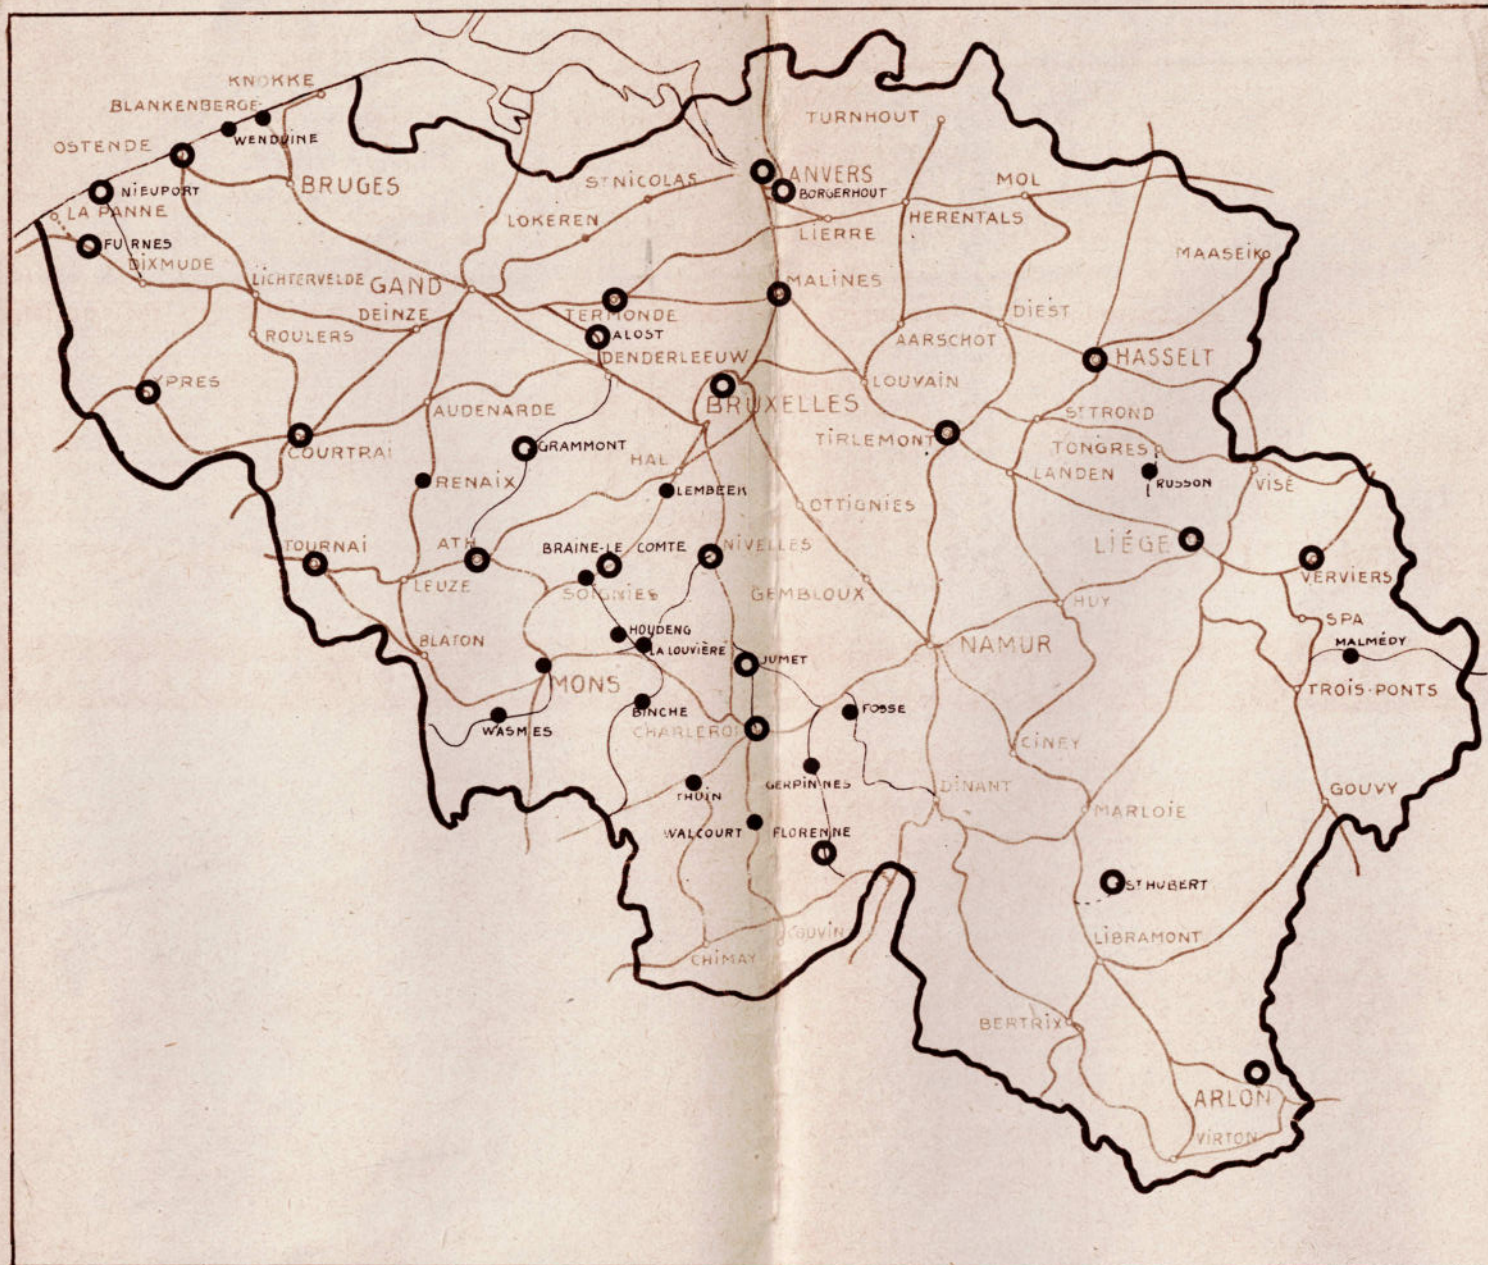 KNOKKE
BLANKENBERGE
WENDUINE
OSTENDE
NIEUPORT
BRUGES
LA PANNE
FURNES
DIXMUDE
LICHTERVELDE
GAND
DEINZE
ROULERS
YPRES
COURTRAI
AUDENARDE
RENAIX
GRAMMONT
ST NICOLAS
LOKEREN
TERMONDE
ALOST
DENDERLEEUW
ANVERS
BORGERHOUT
TURNHOUT
MOL
HERENTALS
LIERRE
MAASEIK
MALINES
DIEST
AARSCHOT
HASSELT
LOUVAIN
BRUXELLES
ST TROND
TIRLEMONT
TONGRES
LANDEN
RUSSON
VISÉ
HAL
LEMBEEK
OTTIGNIES
TOURNAI
ATH
BRAINE-LE COMTE
NIVELLES
LIÉGE
VERVIERS
LEUZE
SOIGNIES
GEMBLOUX
HUY
SPA
BLATON
HOUDENG
LA LOUVIÈRE
JUMET
NAMUR
MALMÉDY
MONS
TROIS-PONTS
BINCHE
FOSSE
WASMES
CHARLEROI
CINEY
THUIN
GERPINNES
DINANT
GOUVY
MARLOIE
WALCOURT
FLORENNE
ST HUBERT
COUVIN
LIBRAMONT
CHIMAY
BERTRIX
ARLON
VIRTON